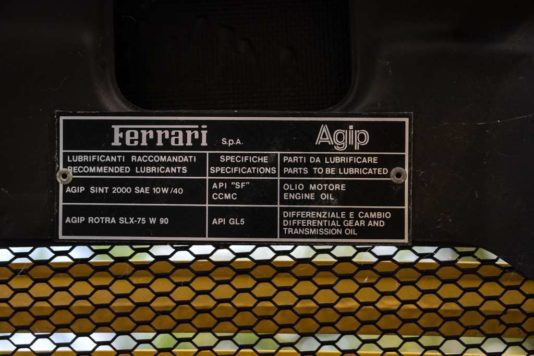 Ferrari S.p.A. Agip
LUBRIFICANTI RACCOMANDATI SPECIFICHE PARTI DA LUBRIFICARE
RECOMMENDED LUBRICANTS SPECIFICATIONS PARTS TO BE LUBRICATED
AGIP SINT 2000 SAE 10W/40 API "SF" OLIO MOTORE
CCMC ENGINE OIL
AGIP ROTRA SLX-75 W 90 API GL5 DIFFERENZIALE E CAMBIO
DIFFERENTIAL GEAR AND
TRANSMISSION OIL